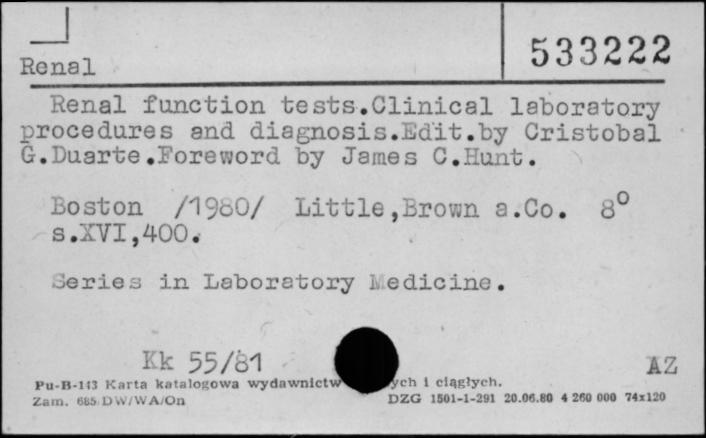 533222
Renal
Renal function tests.Clinical laboratory
procedures and diagnosis.Edit.by Cristobal
G.Duarte.Foreword by James C.Hunt.
Boston /1980/ Little,Brown a.Co. 8°
s.XVI,400.
Series in Laboratory Medicine.
Kk 55/81 AZ
Pu-B-113 Karta katalogowa wydawnictw ych i ciągłych.
Zam. 685 DW/WA/On DZG 1501-1-291 20.06.80 4 260 000 74x120